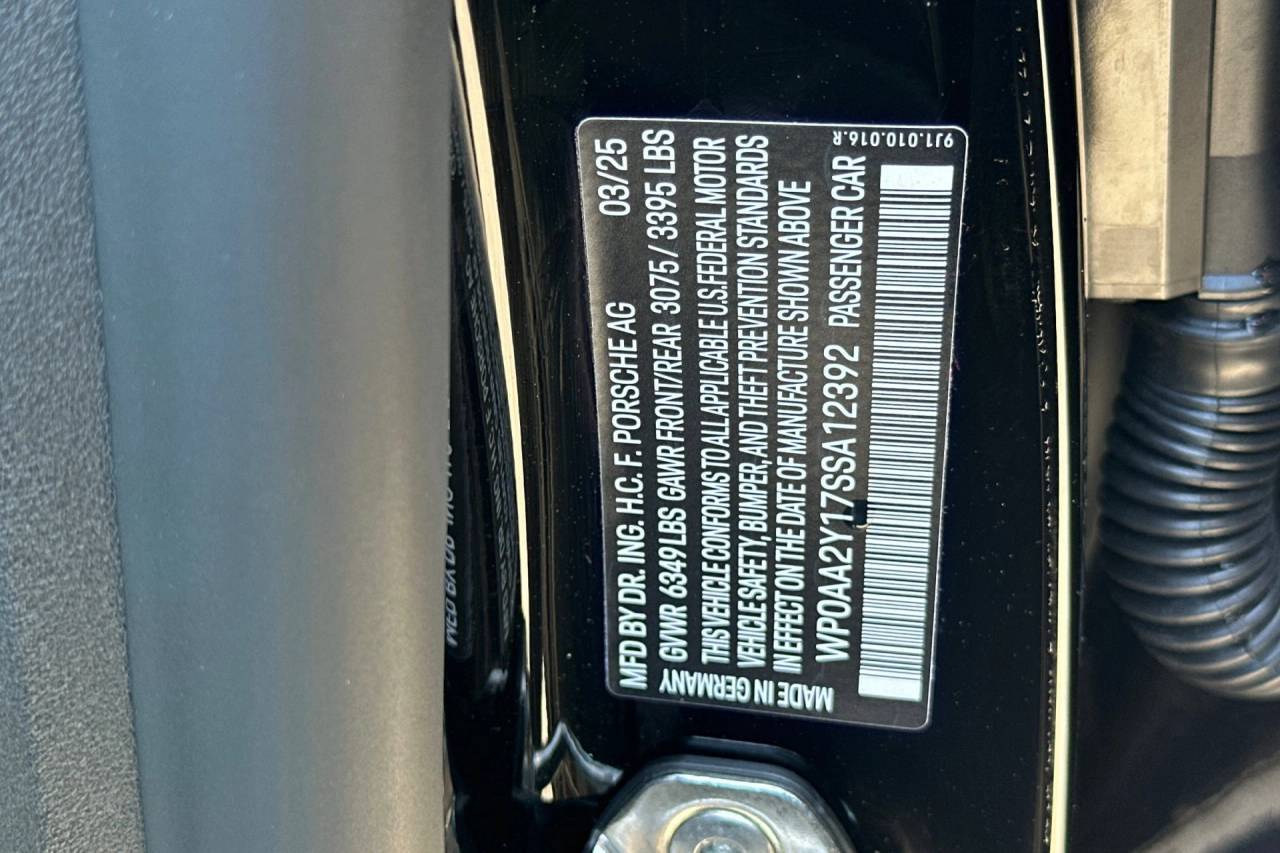 MFD BY DR. ING. H.C. F. PORSCHE AG 03/25
GVWR 6349 LBS GAWR FRONT/REAR 3075 / 3395 LBS
THIS VEHICLE CONFORMS TO ALL APPLICABLE U.S.FEDERAL MOTOR
VEHICLE SAFETY, BUMPER, AND THEFT PREVENTION STANDARDS
IN EFFECT ON THE DATE OF MANUFACTURE SHOWN ABOVE
WP0AA2Y17SSA12392 PASSENGER CAR
MADE IN GERMANY
9J1.010.016.R